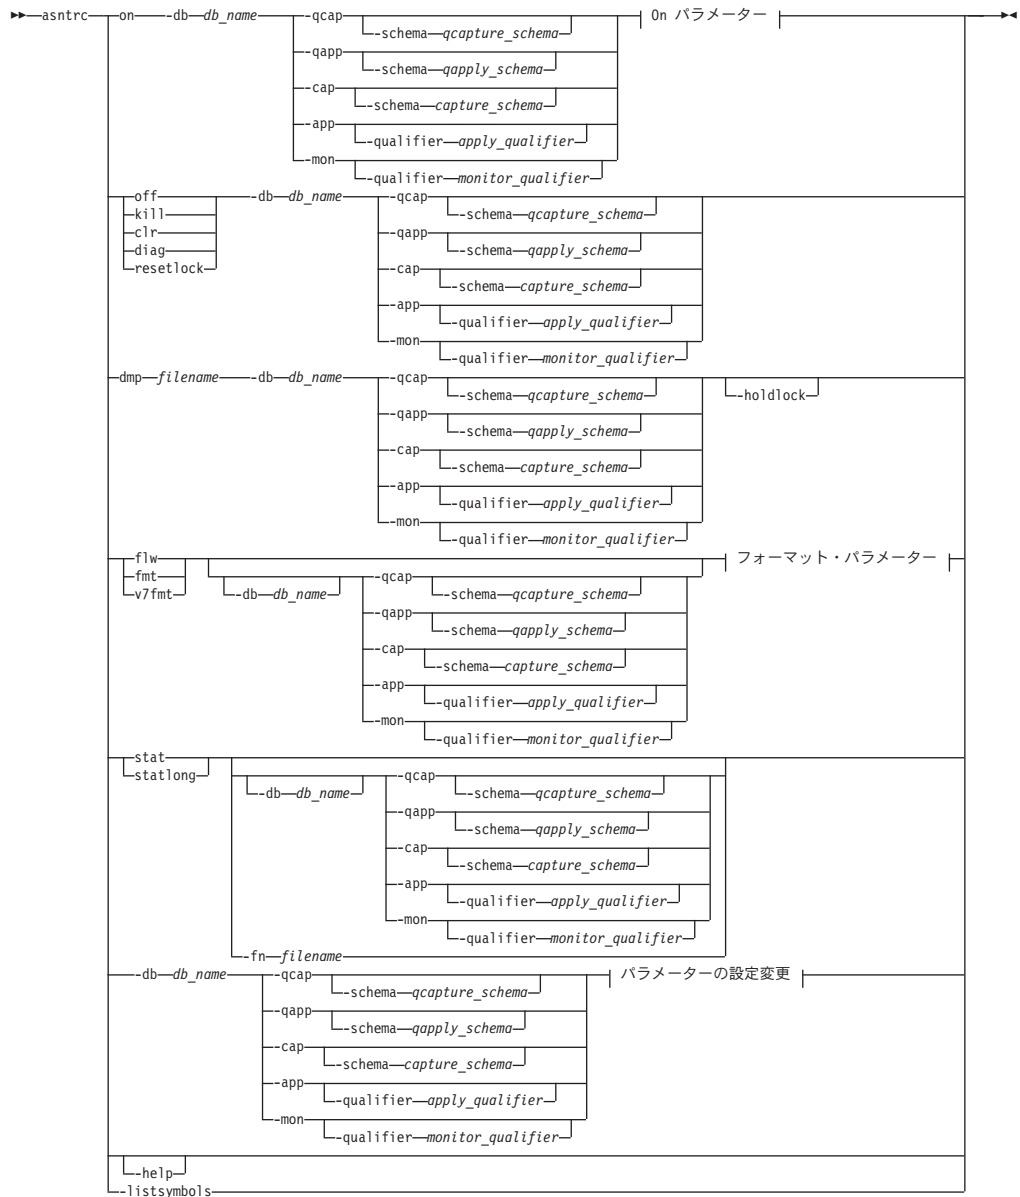 asntrc on -db db_name -qcap On パラメーター
-schema qcapture_schema
-qapp
-schema qapply_schema
-cap
-schema capture_schema
-app
-qualifier apply_qualifier
-mon
-qualifier monitor_qualifier
off -db db_name -qcap
kill -schema qcapture_schema
clr -qapp
diag -schema qapply_schema
resetlock -cap
-schema capture_schema
-app
-qualifier apply_qualifier
-mon
-qualifier monitor_qualifier
dmp filename -db db_name -qcap
-schema qcapture_schema -holdlock
-qapp
-schema qapply_schema
-cap
-schema capture_schema
-app
-qualifier apply_qualifier
-mon
-qualifier monitor_qualifier
flw フォーマット・パラメーター
fmt -qcap
v7fmt -db db_name -schema qcapture_schema
-qapp
-schema qapply_schema
-cap
-schema capture_schema
-app
-qualifier apply_qualifier
-mon
-qualifier monitor_qualifier
stat
statlong -qcap
-db db_name -schema qcapture_schema
-qapp
-schema qapply_schema
-cap
-schema capture_schema
-app
-qualifier apply_qualifier
-mon
-qualifier monitor_qualifier
-fn filename
-db db_name -qcap パラメーターの設定変更
-schema qcapture_schema
-qapp
-schema qapply_schema
-cap
-schema capture_schema
-app
-qualifier apply_qualifier
-mon
-qualifier monitor_qualifier
-help
-listsymbols